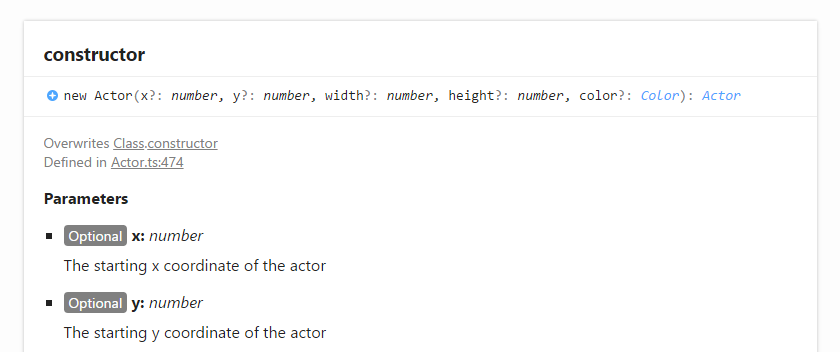 constructor
new Actor(x?: number, y?: number, width?: number, height?: number, color?: Color): Actor
Overwrites Class.constructor
Defined in Actor.ts:474
Parameters
Optional x: number
The starting x coordinate of the actor
Optional y: number
The starting y coordinate of the actor